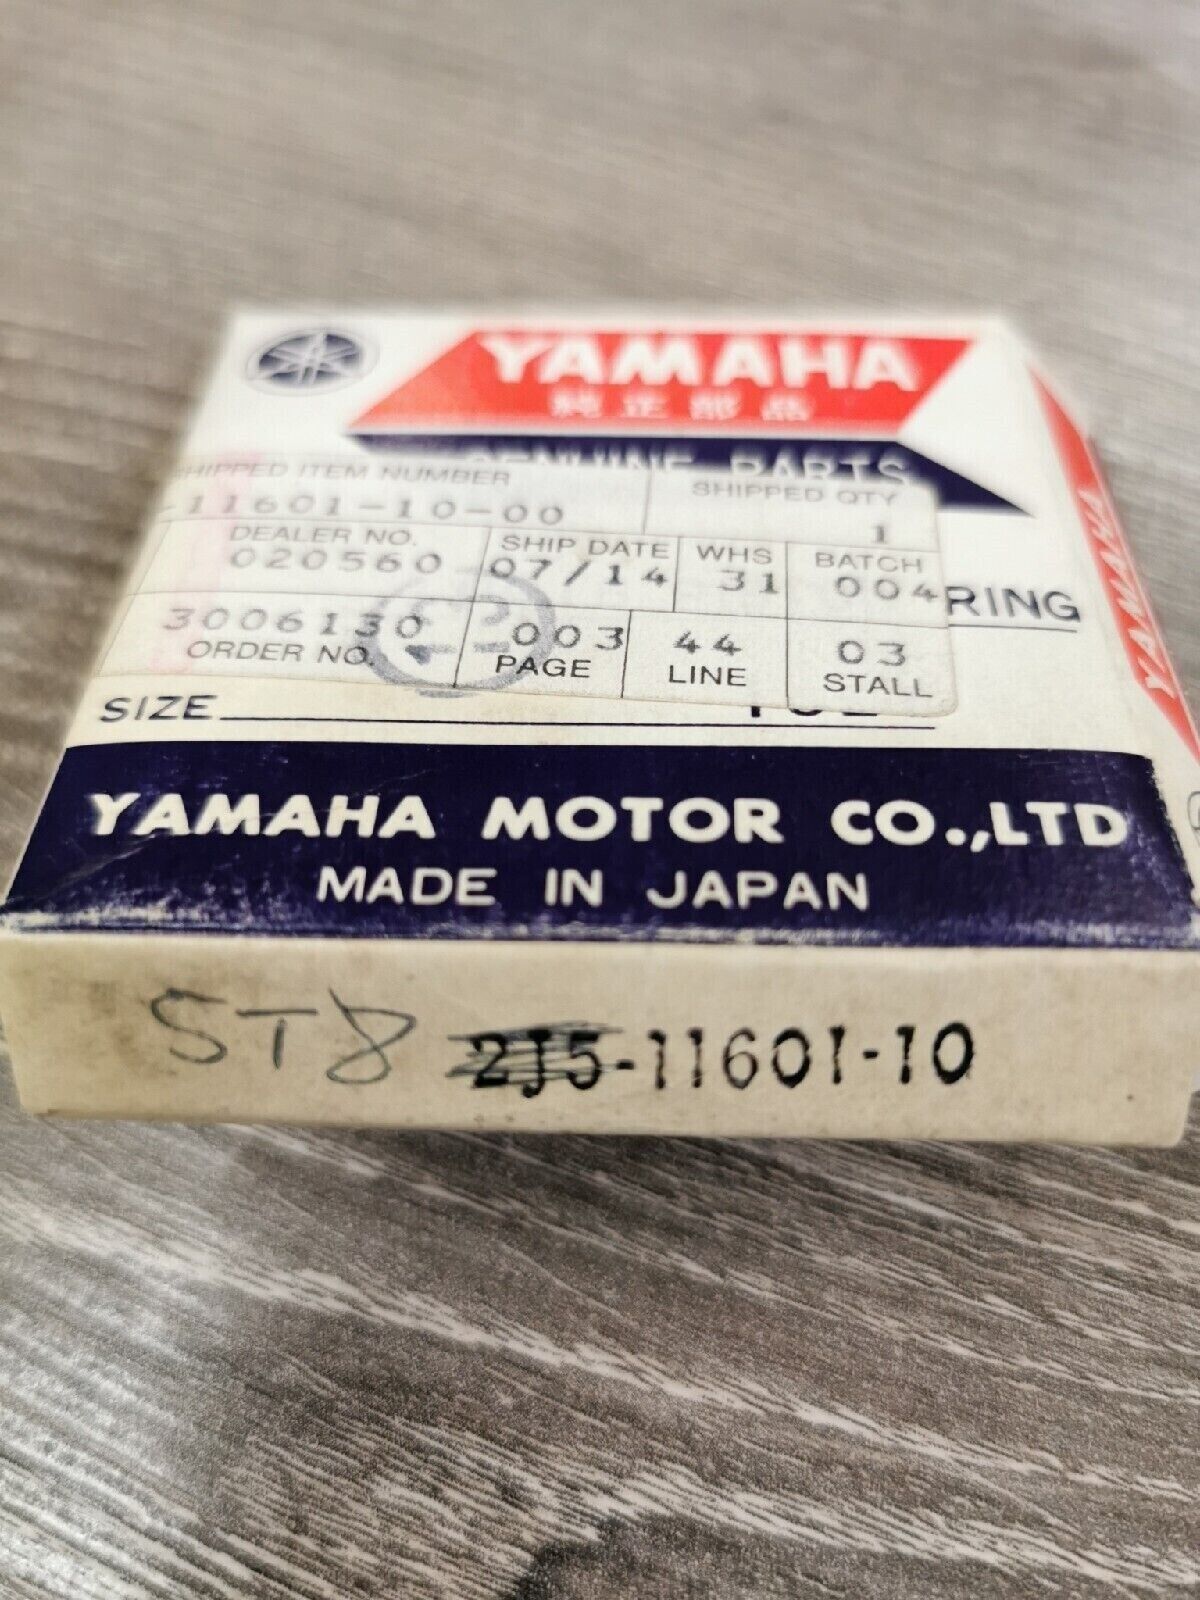 YAMAHA
純正部品
GENUINE PARTS
SHIPPED ITEM NUMBER
SHIPPED QTY
-11601-10-00
1
DEALER NO.
SHIP DATE
WHS
BATCH
020560
07/14
31
004
RING
3006130
003
44
03
ORDER NO.
PAGE
LINE
STALL
SIZE
YAMAHA MOTOR CO.,LTD
MADE IN JAPAN
ST8 2J5-11601-10
YAMAHA